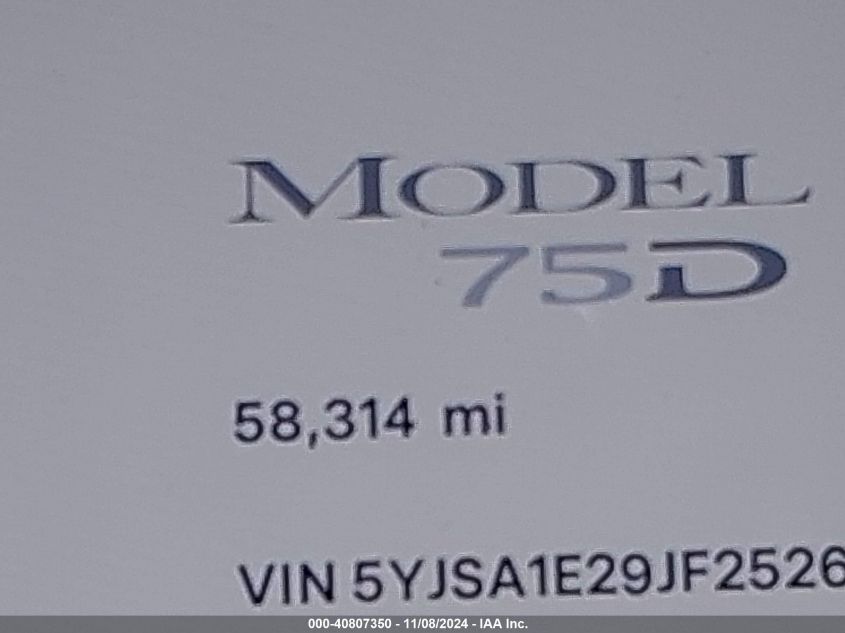 MODEL
75D
58,314 mi
VIN 5YJSA1E29JF2526
000-40807350 - 11/08/2024 - IAA Inc.